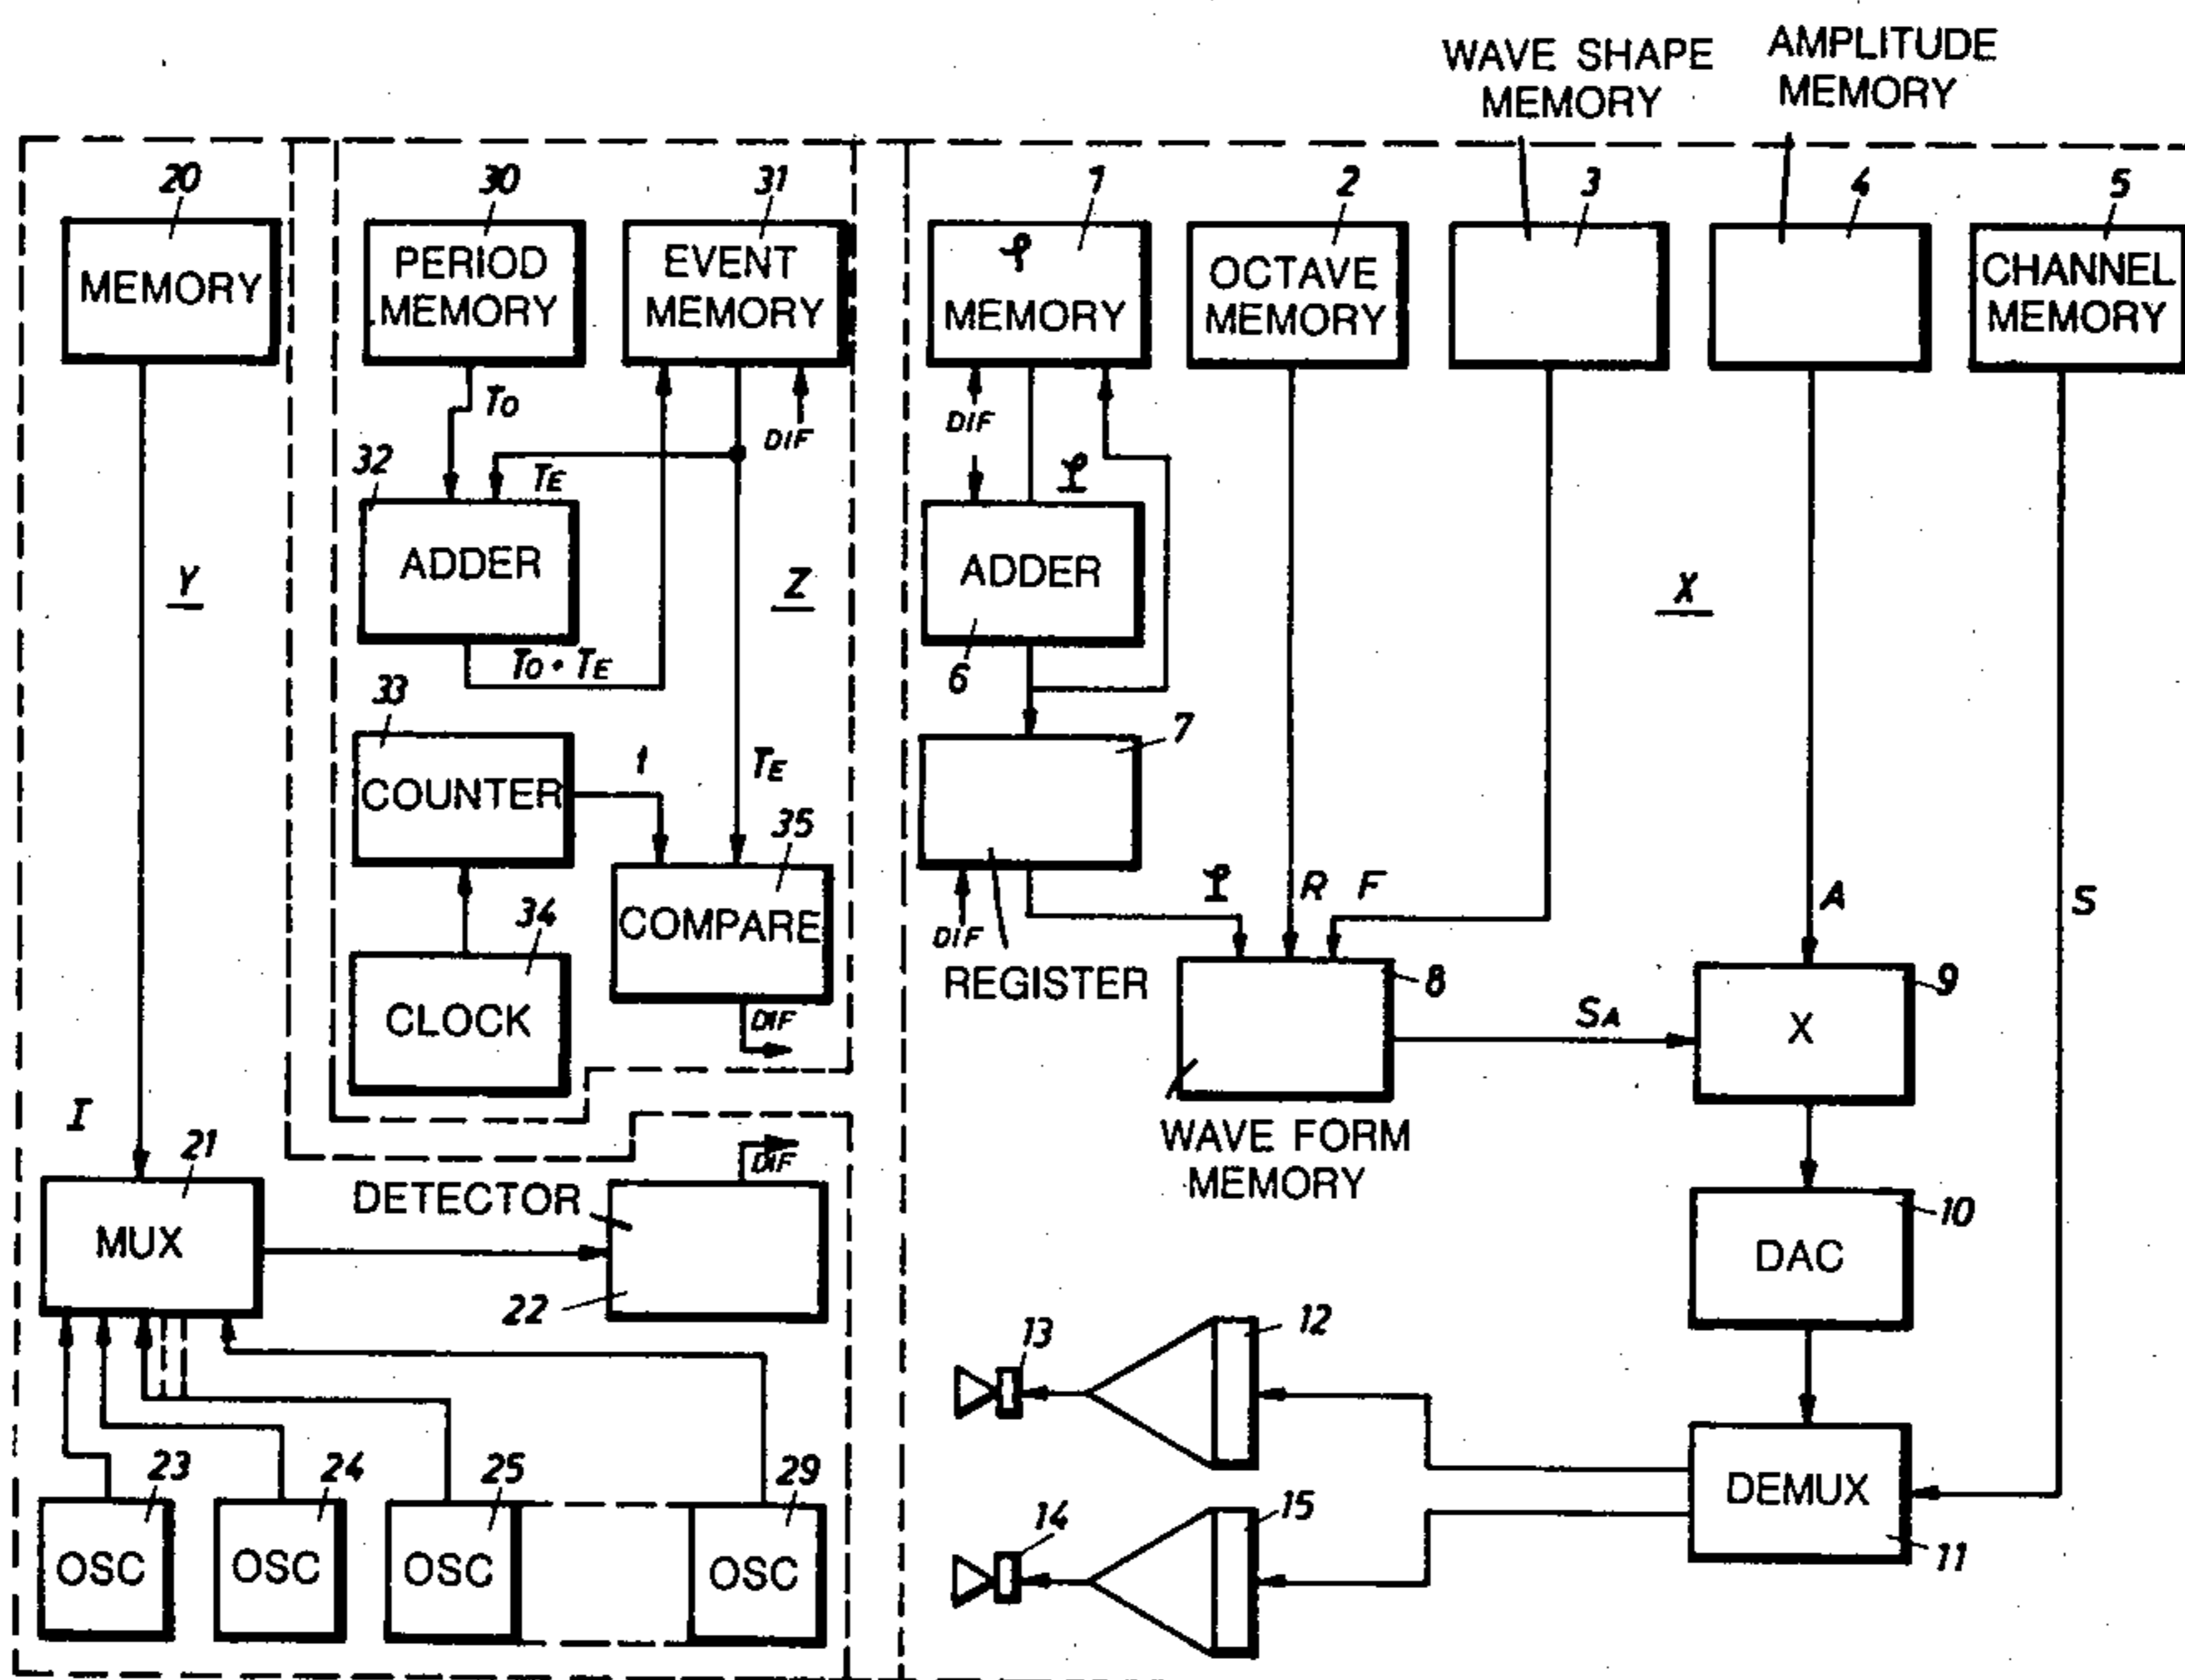 WAVE SHAPE
MEMORY
AMPLITUDE
MEMORY
20
MEMORY
30
PERIOD
MEMORY
31
EVENT
MEMORY
1
φ
MEMORY
2
OCTAVE
MEMORY
3
4
5
CHANNEL
MEMORY
To
DIF
DIF
32
TE
φ
ADDER
ADDER
Y
Z
X
To + TE
6
33
COUNTER
t
TE
7
35
COMPARE
34
CLOCK
DIF
DIF
REGISTER
φ
R
F
A
S
8
SA
9
X
WAVE FORM
MEMORY
I
21
MUX
DIF
DETECTOR
22
10
DAC
13
12
23
OSC
24
OSC
25
OSC
29
OSC
14
15
DEMUX
11